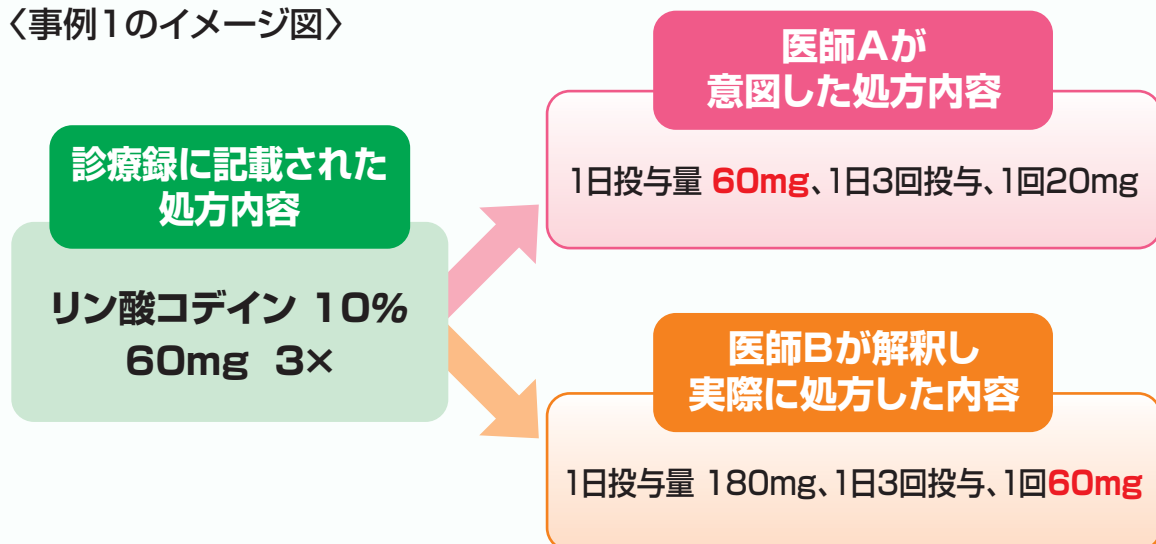 〈事例1のイメージ図〉
診療録に記載された
処方内容
リン酸コデイン 10%
60mg 3×
医師Aが
意図した処方内容
1日投与量 60mg、1日3回投与、1回20mg
医師Bが解釈し
実際に処方した内容
1日投与量 180mg、1日3回投与、1回60mg